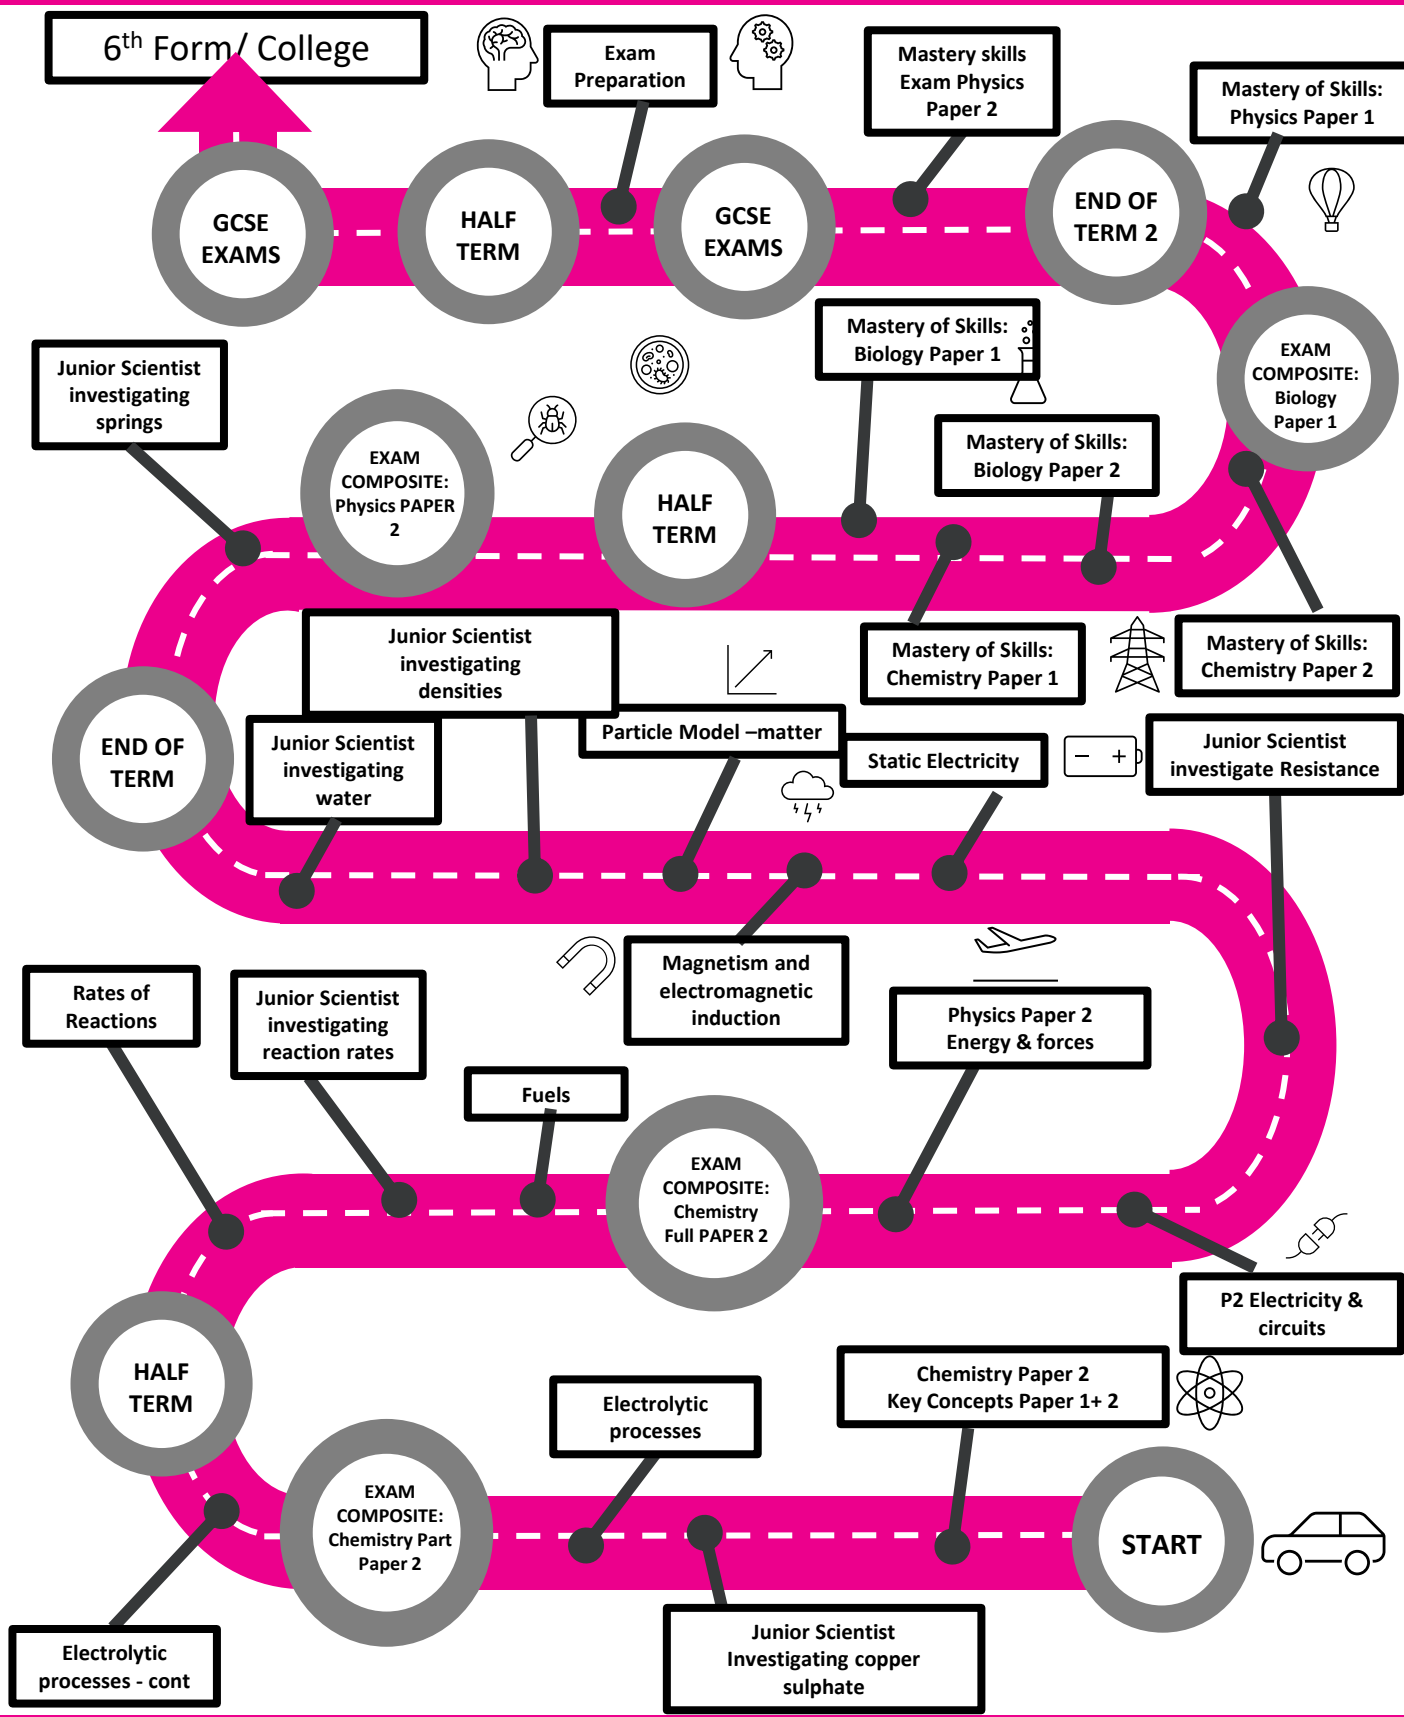 6th Form/ College
Exam
Preparation
Mastery skills
Exam Physics
Paper 2
Mastery of Skills:
Physics Paper 1
GCSE
EXAMS
HALF
TERM
GCSE
EXAMS
END OF
TERM 2
Mastery of Skills:
Biology Paper 1
EXAM
COMPOSITE:
Biology
Paper 1
Junior Scientist
investigating
springs
EXAM
COMPOSITE:
Physics PAPER
2
HALF
TERM
Mastery of Skills:
Biology Paper 2
Mastery of Skills:
Chemistry Paper 1
Mastery of Skills:
Chemistry Paper 2
Junior Scientist
investigating
densities
END OF
TERM
Junior Scientist
investigating
water
Particle Model –matter
Static Electricity
Junior Scientist
investigate Resistance
Magnetism and
electromagnetic
induction
Rates of
Reactions
Junior Scientist
investigating
reaction rates
Fuels
Physics Paper 2
Energy & forces
EXAM
COMPOSITE:
Chemistry
Full PAPER 2
P2 Electricity &
circuits
HALF
TERM
Electrolytic
processes
Chemistry Paper 2
Key Concepts Paper 1+ 2
EXAM
COMPOSITE:
Chemistry Part
Paper 2
START
Electrolytic
processes - cont
Junior Scientist
Investigating copper
sulphate